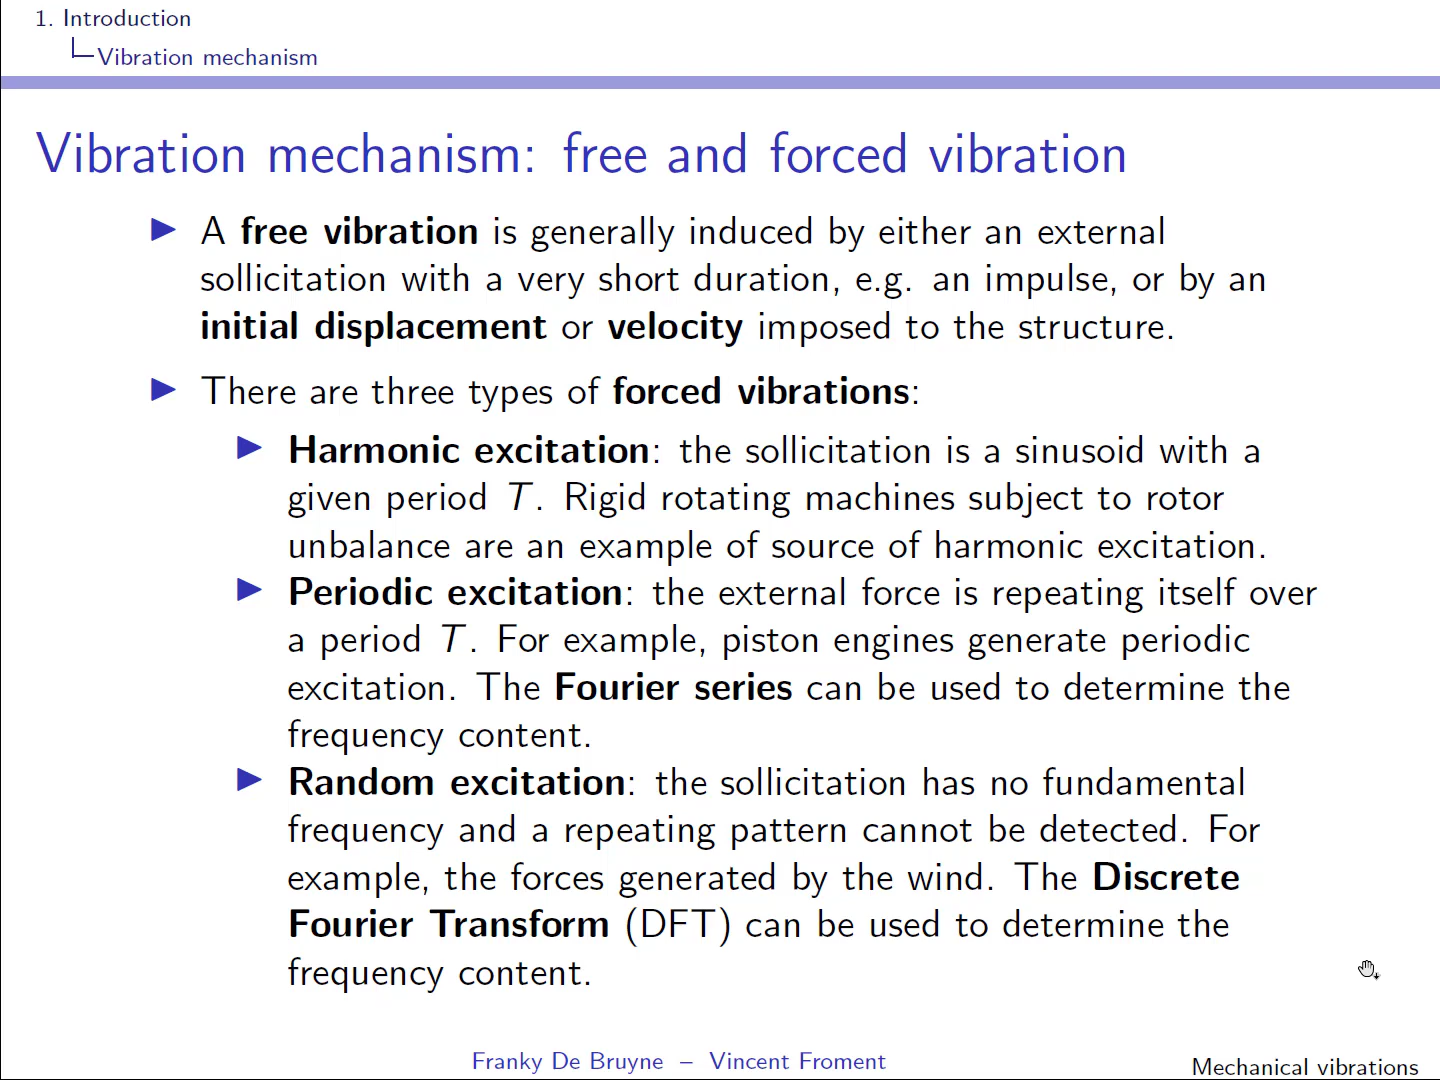 1. Introduction
Vibration mechanism
Vibration mechanism: free and forced vibration
A free vibration is generally induced by either an external
sollicitation with a very short duration, e.g. an impulse, or by an
initial displacement or velocity imposed to the structure.
There are three types of forced vibrations:
Harmonic excitation: the sollicitation is a sinusoid with a
given period T. Rigid rotating machines subject to rotor
unbalance are an example of source of harmonic excitation.
Periodic excitation: the external force is repeating itself over
a period T. For example, piston engines generate periodic
excitation. The Fourier series can be used to determine the
frequency content.
Random excitation: the sollicitation has no fundamental
frequency and a repeating pattern cannot be detected. For
example, the forces generated by the wind. The Discrete
Fourier Transform (DFT) can be used to determine the
frequency content.
Franky De Bruyne – Vincent Froment
Mechanical vibrations